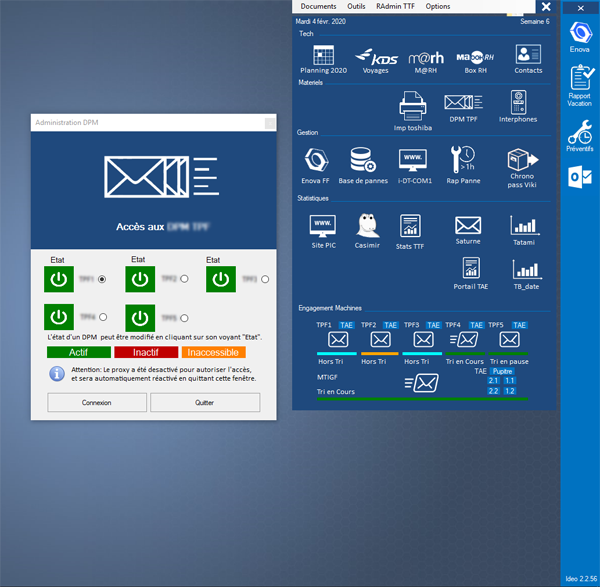 Documents Outils RAdmin TTF Options
Mardi 4 févr. 2020 Semaine 6
Tech
Planning 2020 Voyages M@RH Box RH Contacts
KDS m@rh
Materiels
Imp toshiba DPM TPF Interphones
Gestion
www. >1h
Enova FF Base de pannes i-DT-COM1 Rap Panne Chrono
pass Viki
Statistiques
www.
Site PIC Casimir Stats TTF Saturne Tatami
Portail TAE TB_date
Engagement Machines
TPF1 TAE TPF2 TAE TPF3 TAE TPF4 TAE TPF5 TAE
Hors Tri Hors Tri Hors Tri Tri en Cours Tri en pause
MTIGF TAE Pupitre
2.1 1.1
Tri en Cours 2.2 1.2
Enova
Rapport
Vacation
Préventifs
Ideo 2.2.56
Administration DPM
Accès aux
Etat Etat Etat
L'état d'un DPM peut être modifié en cliquant sur son voyant "Etat".
Actif Inactif Inaccessible
Attention: Le proxy a été desactivé pour autoriser l'accès,
et sera automatiquement réactivé en quittant cette fenêtre.
Connexion Quitter